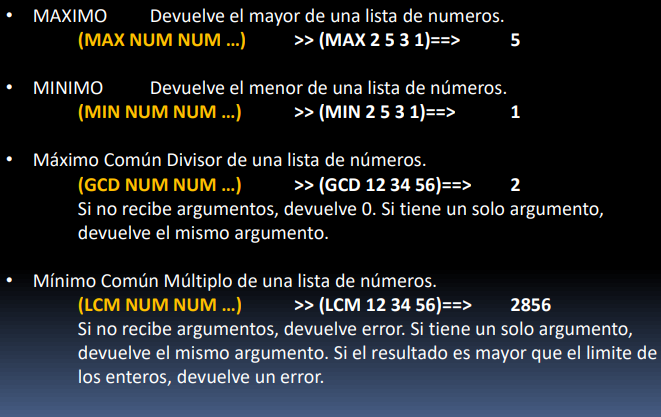 • MAXIMO Devuelve el mayor de una lista de numeros.
(MAX NUM NUM …) >> (MAX 2 5 3 1)==> 5
• MINIMO Devuelve el menor de una lista de números.
(MIN NUM NUM …) >> (MIN 2 5 3 1)==> 1
• Máximo Común Divisor de una lista de números.
(GCD NUM NUM …) >> (GCD 12 34 56)==> 2
Si no recibe argumentos, devuelve 0. Si tiene un solo argumento,
devuelve el mismo argumento.
• Mínimo Común Múltiplo de una lista de números.
(LCM NUM NUM …) >> (LCM 12 34 56)==> 2856
Si no recibe argumentos, devuelve error. Si tiene un solo argumento,
devuelve el mismo argumento. Si el resultado es mayor que el limite de
los enteros, devuelve un error.